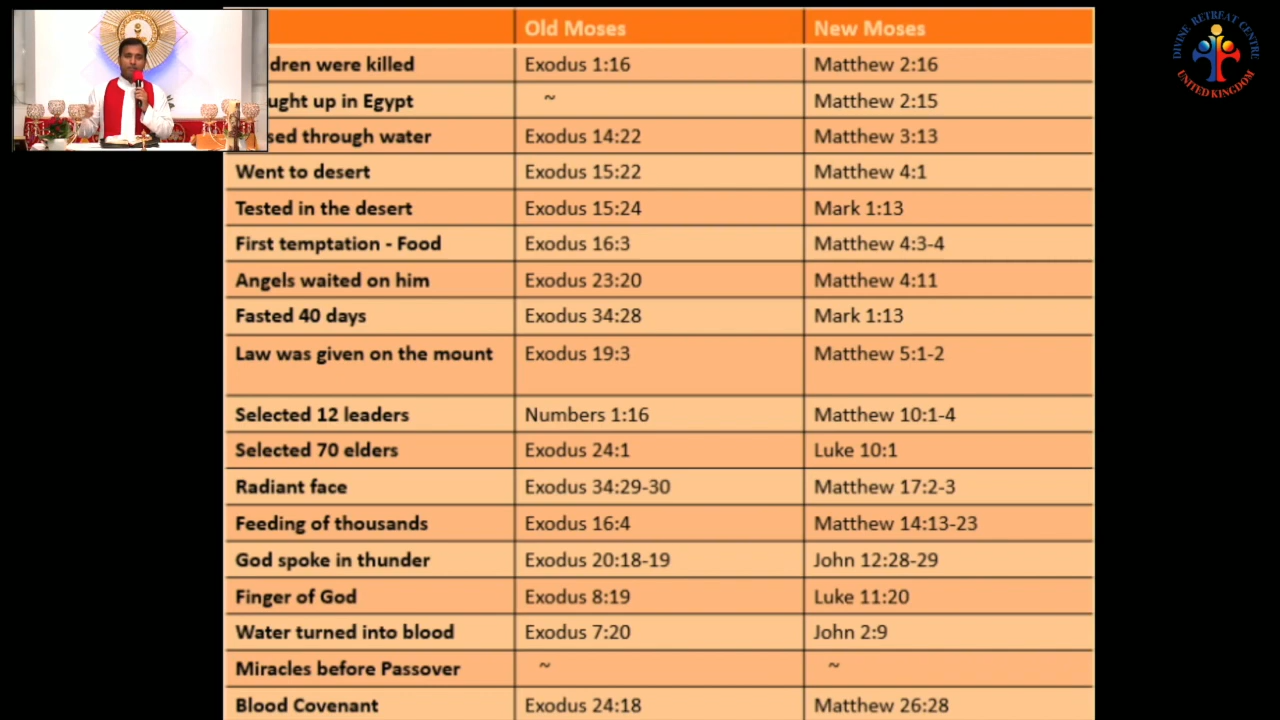 Old Moses New Moses
dren were killed Exodus 1:16 Matthew 2:16
ught up in Egypt ~ Matthew 2:15
sed through water Exodus 14:22 Matthew 3:13
Went to desert Exodus 15:22 Matthew 4:1
Tested in the desert Exodus 15:24 Mark 1:13
First temptation - Food Exodus 16:3 Matthew 4:3-4
Angels waited on him Exodus 23:20 Matthew 4:11
Fasted 40 days Exodus 34:28 Mark 1:13
Law was given on the mount Exodus 19:3 Matthew 5:1-2
Selected 12 leaders Numbers 1:16 Matthew 10:1-4
Selected 70 elders Exodus 24:1 Luke 10:1
Radiant face Exodus 34:29-30 Matthew 17:2-3
Feeding of thousands Exodus 16:4 Matthew 14:13-23
God spoke in thunder Exodus 20:18-19 John 12:28-29
Finger of God Exodus 8:19 Luke 11:20
Water turned into blood Exodus 7:20 John 2:9
Miracles before Passover ~ ~
Blood Covenant Exodus 24:18 Matthew 26:28
DIVINE RETREAT CENTRE
UNITED KINGDOM